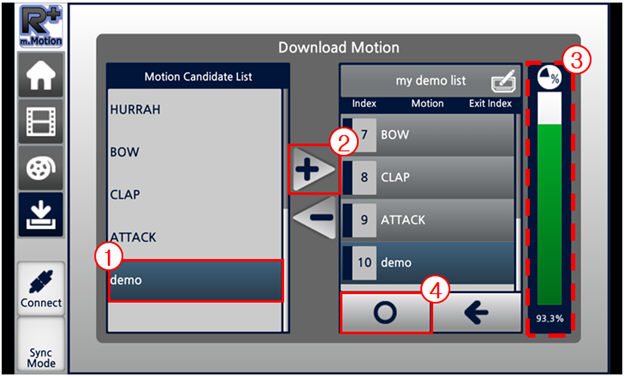 R+
m.Motion
Download Motion
Motion Candidate List
HURRAH
BOW
CLAP
ATTACK
demo
1
2
+
-
my demo list
Index Motion Exit Index
7 BOW
8 CLAP
9 ATTACK
10 demo
4
3
%
93.3%
Connect
Sync
Mode